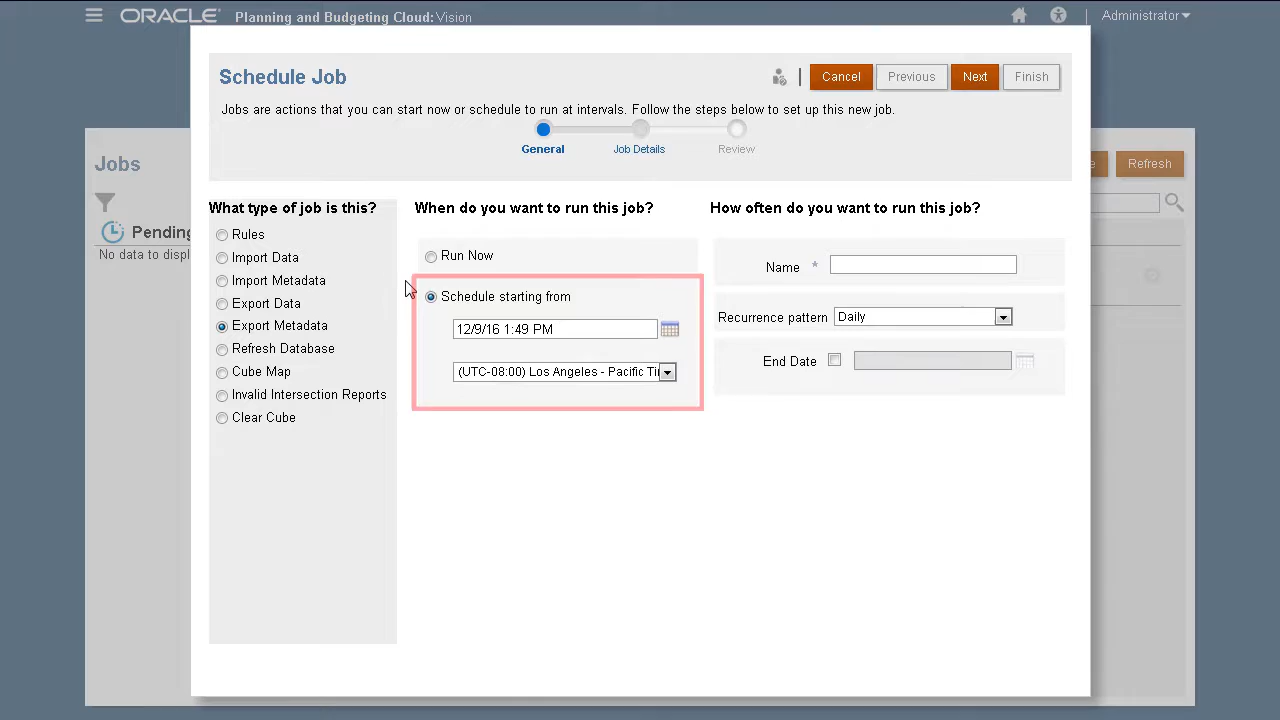 ORACLE Planning and Budgeting Cloud: Vision
Administrator
Schedule Job
Cancel Previous Next Finish
Jobs are actions that you can start now or schedule to run at intervals. Follow the steps below to set up this new job.
General Job Details Review
Jobs
Refresh
Pending
No data to displ
What type of job is this?
Rules
Import Data
Import Metadata
Export Data
Export Metadata
Refresh Database
Cube Map
Invalid Intersection Reports
Clear Cube
When do you want to run this job?
Run Now
Schedule starting from
12/9/16 1:49 PM
(UTC-08:00) Los Angeles - Pacific Ti
How often do you want to run this job?
Name *
Recurrence pattern Daily
End Date